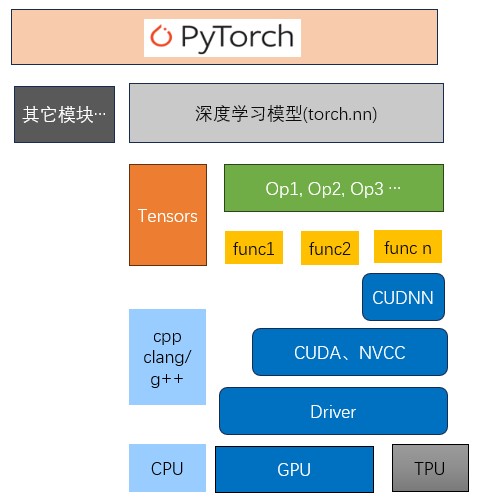 PyTorch
其它模块…
深度学习模型(torch.nn)
Tensors
Op1, Op2, Op3 …
func1
func2
func n
CUDNN
cpp
clang/
g++
CUDA、NVCC
Driver
CPU
GPU
TPU